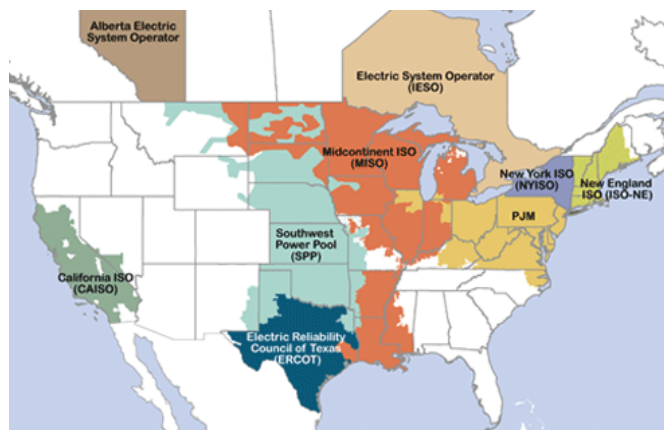 Alberta Electric
System Operator
Electric System Operator
(IESO)
Midcontinent ISO
(MISO)
New York ISO
(NYISO)
New England
ISO (ISO-NE)
PJM
Southwest
Power Pool
(SPP)
California ISO
(CAISO)
Electric Reliability
Council of Texas
(ERCOT)